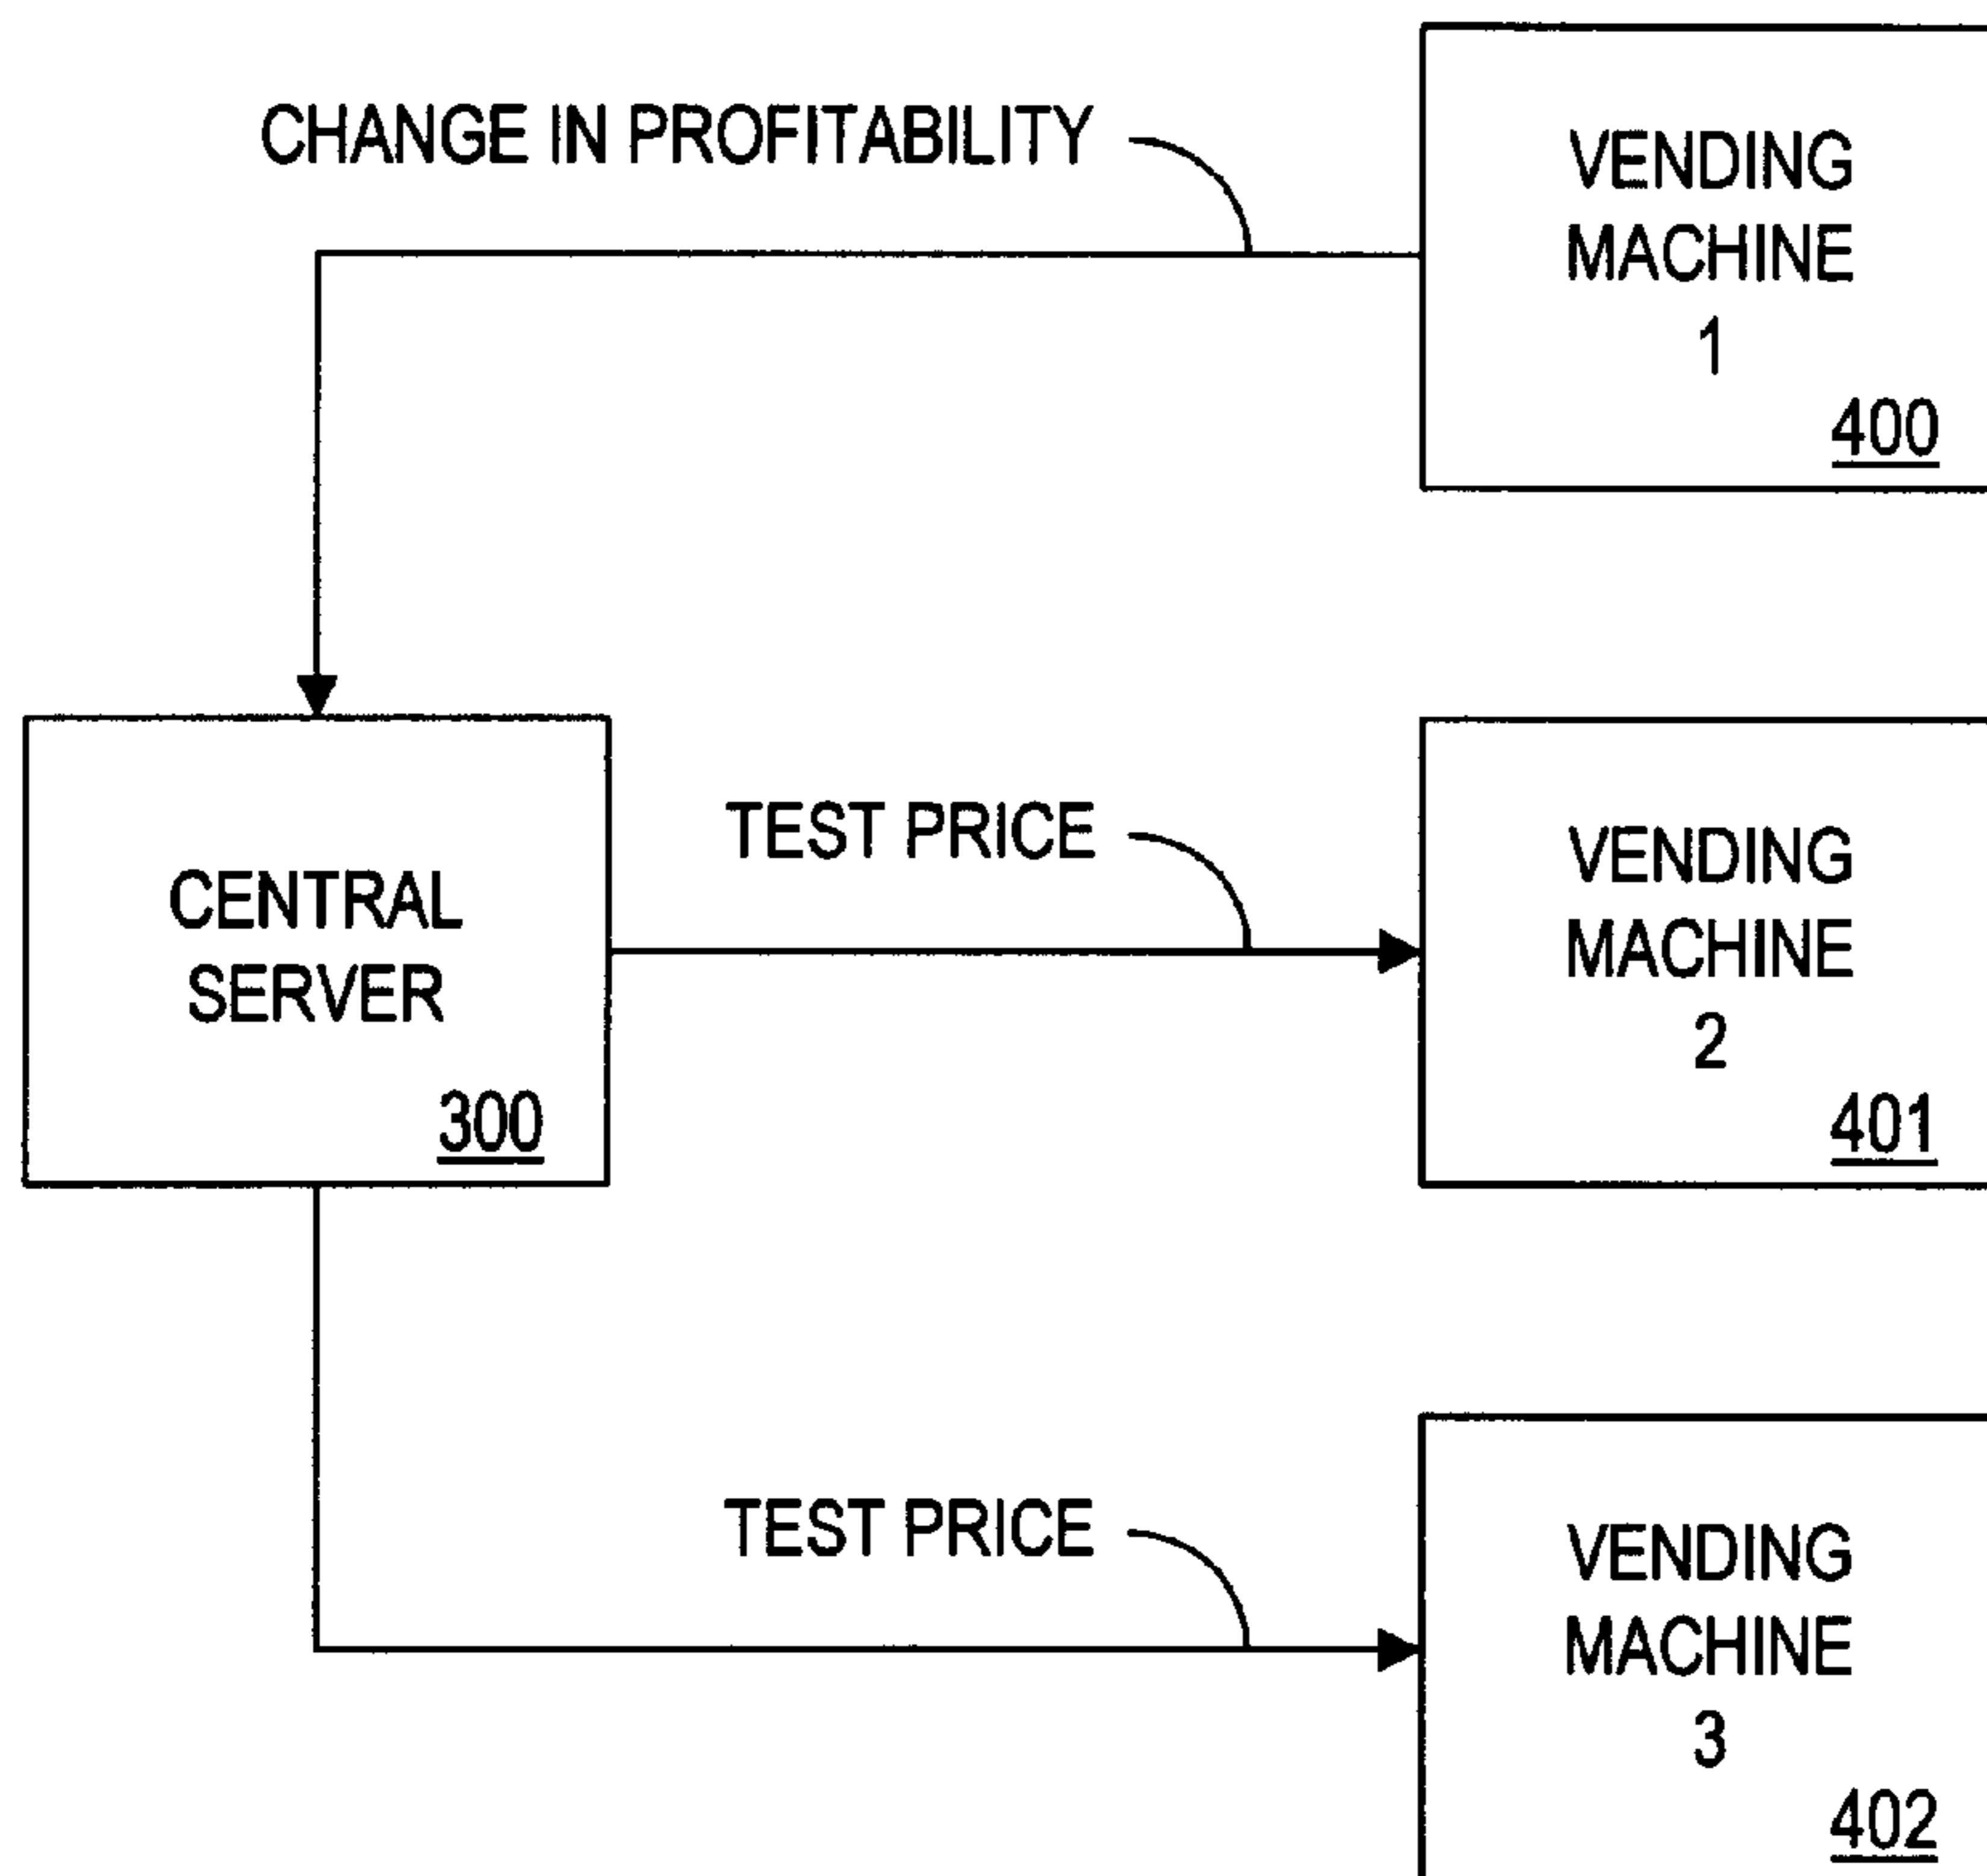 CHANGE IN PROFITABILITY
VENDING
MACHINE
1
400
CENTRAL
SERVER
300
TEST PRICE
VENDING
MACHINE
2
401
TEST PRICE
VENDING
MACHINE
3
402